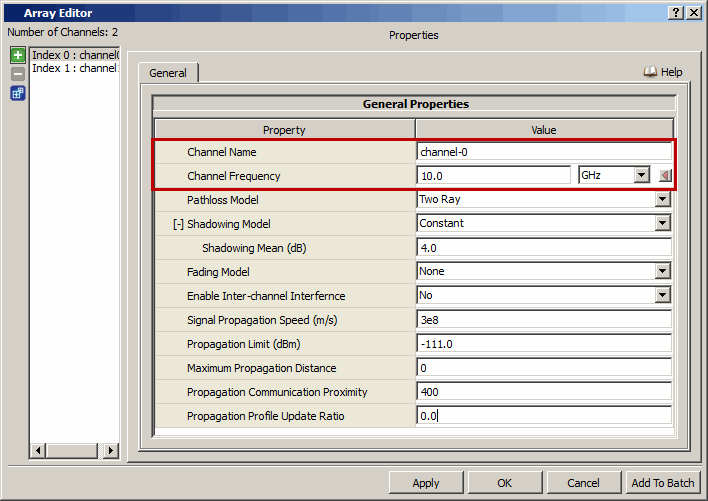 Array Editor
Number of Channels: 2
Properties
Index 0 : channel0
Index 1 : channel
General
Help
General Properties
Property Value
Channel Name channel-0
Channel Frequency 10.0 GHz
Pathloss Model Two Ray
[-] Shadowing Model Constant
Shadowing Mean (dB) 4.0
Fading Model None
Enable Inter-channel Interfernce No
Signal Propagation Speed (m/s) 3e8
Propagation Limit (dBm) -111.0
Maximum Propagation Distance 0
Propagation Communication Proximity 400
Propagation Profile Update Ratio 0.0
Apply OK Cancel Add To Batch